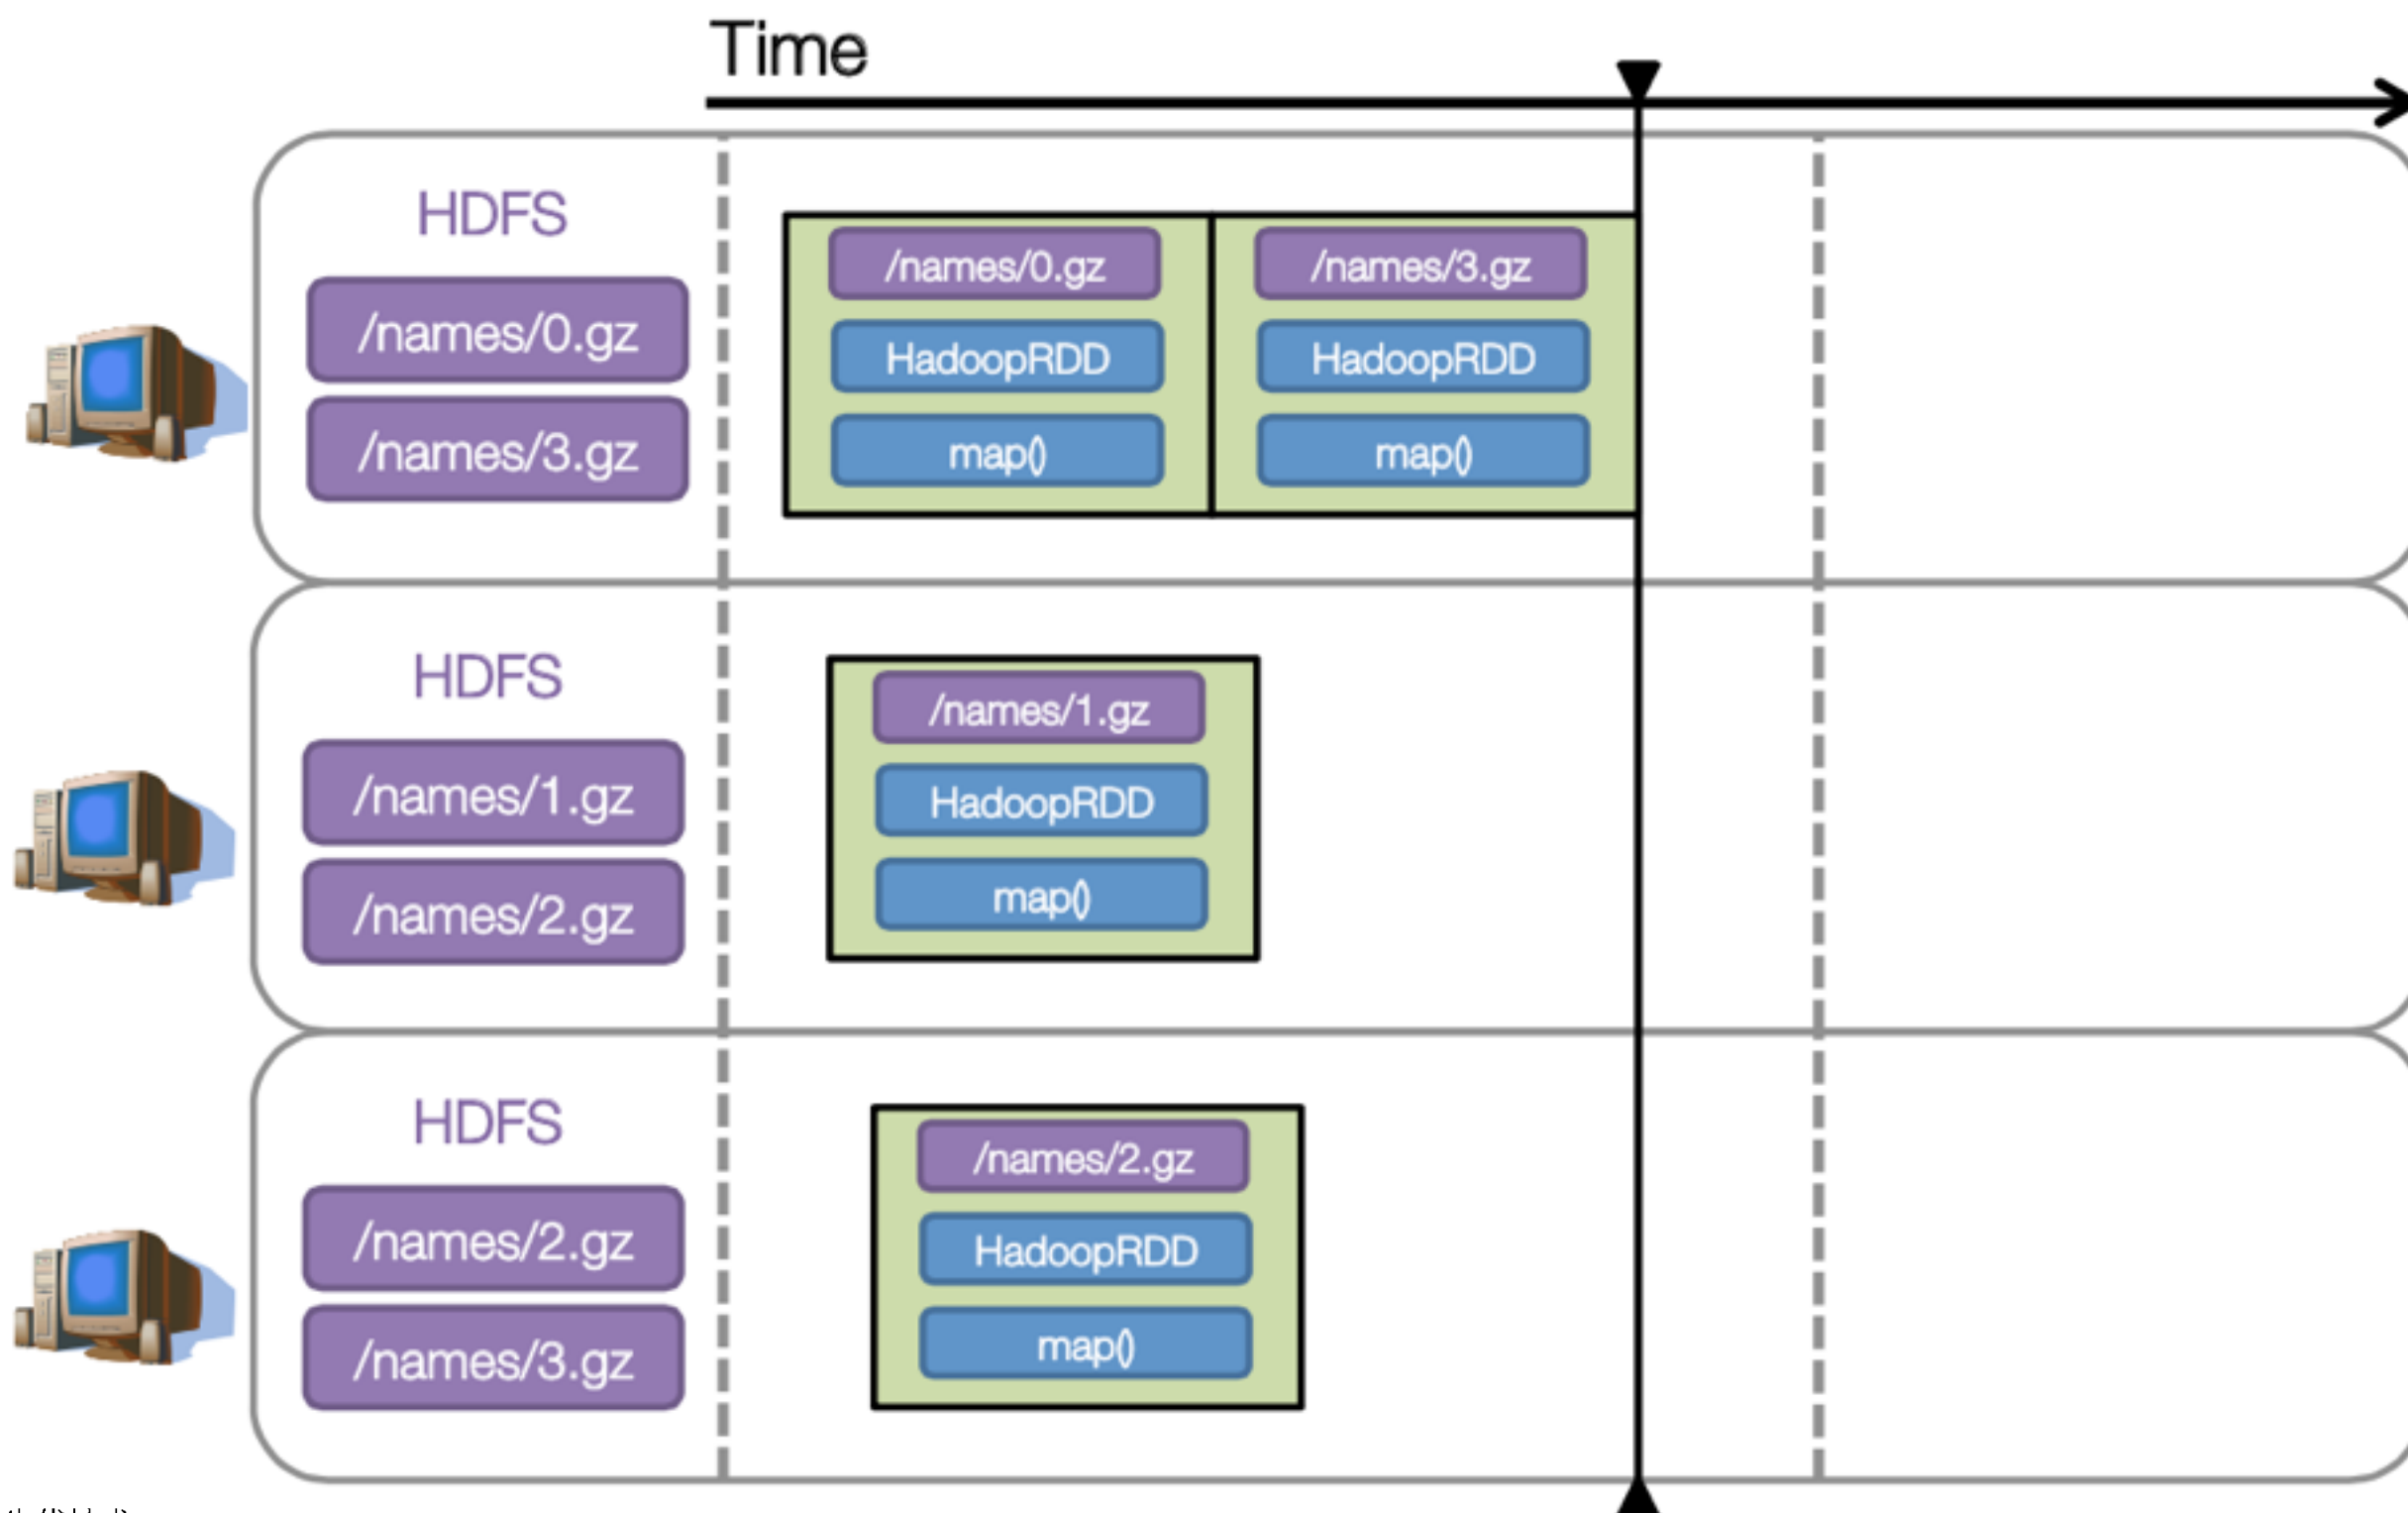 Time
HDFS
/names/0.gz
/names/3.gz
/names/0.gz
HadoopRDD
map()
/names/3.gz
HadoopRDD
map()
HDFS
/names/1.gz
/names/2.gz
/names/1.gz
HadoopRDD
map()
HDFS
/names/2.gz
/names/3.gz
/names/2.gz
HadoopRDD
map()